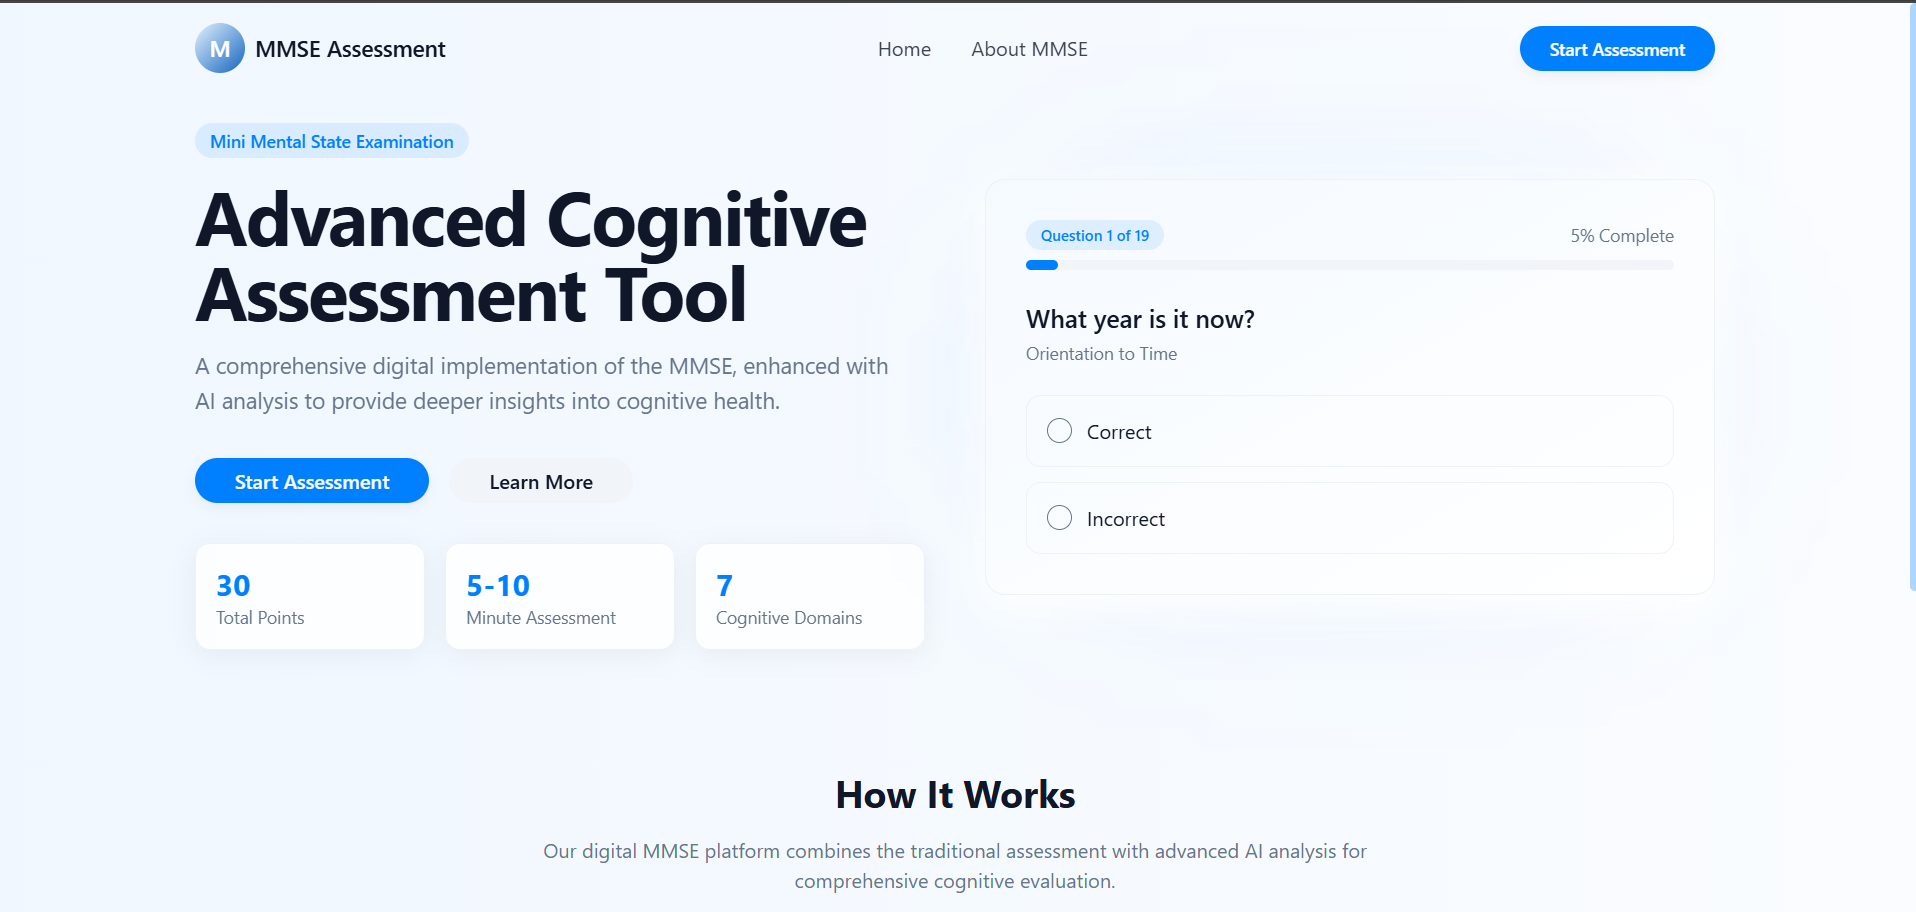 M MMSE Assessment
Home
About MMSE
Start Assessment
Mini Mental State Examination
Advanced Cognitive
Assessment Tool
A comprehensive digital implementation of the MMSE, enhanced with
AI analysis to provide deeper insights into cognitive health.
Start Assessment
Learn More
30
Total Points
5-10
Minute Assessment
7
Cognitive Domains
Question 1 of 19
5% Complete
What year is it now?
Orientation to Time
Correct
Incorrect
How It Works
Our digital MMSE platform combines the traditional assessment with advanced AI analysis for
comprehensive cognitive evaluation.